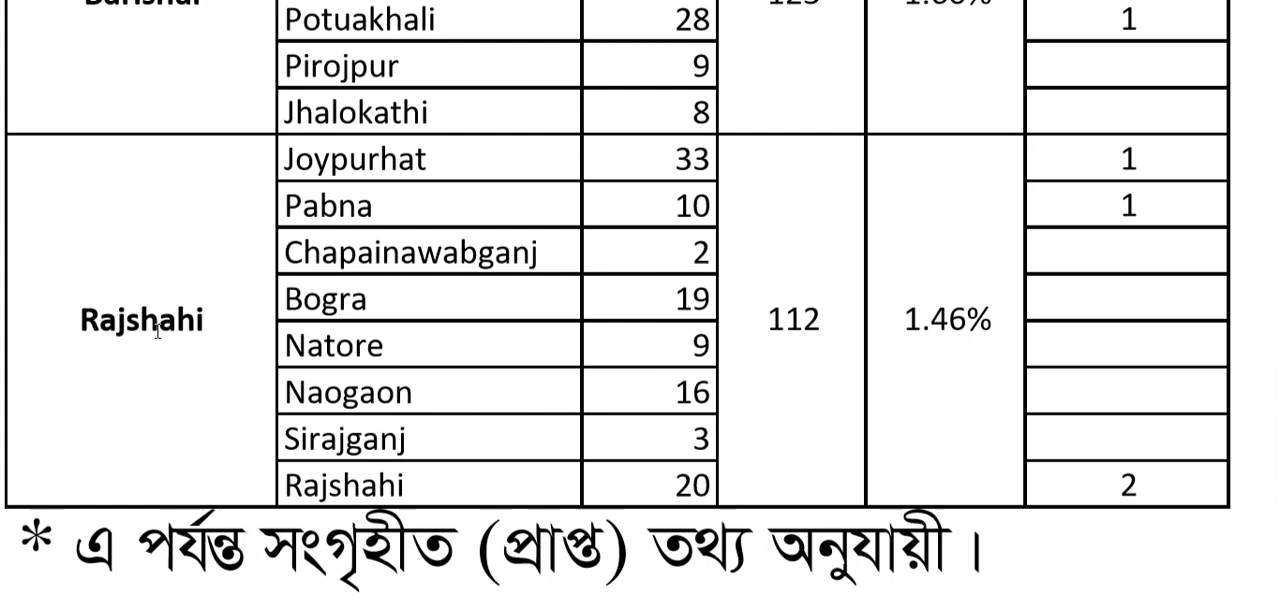 Potuakhali 28 1
Pirojpur 9
Jhalokathi 8
Joypurhat 33 1
Pabna 10 1
Chapainawabganj 2
Bogra 19
Rajshahi 112 1.46%
Natore 9
Naogaon 16
Sirajganj 3
Rajshahi 20 2
* এ পর্যন্ত সংগৃহীত (প্রাপ্ত) তথ্য অনুযায়ী।